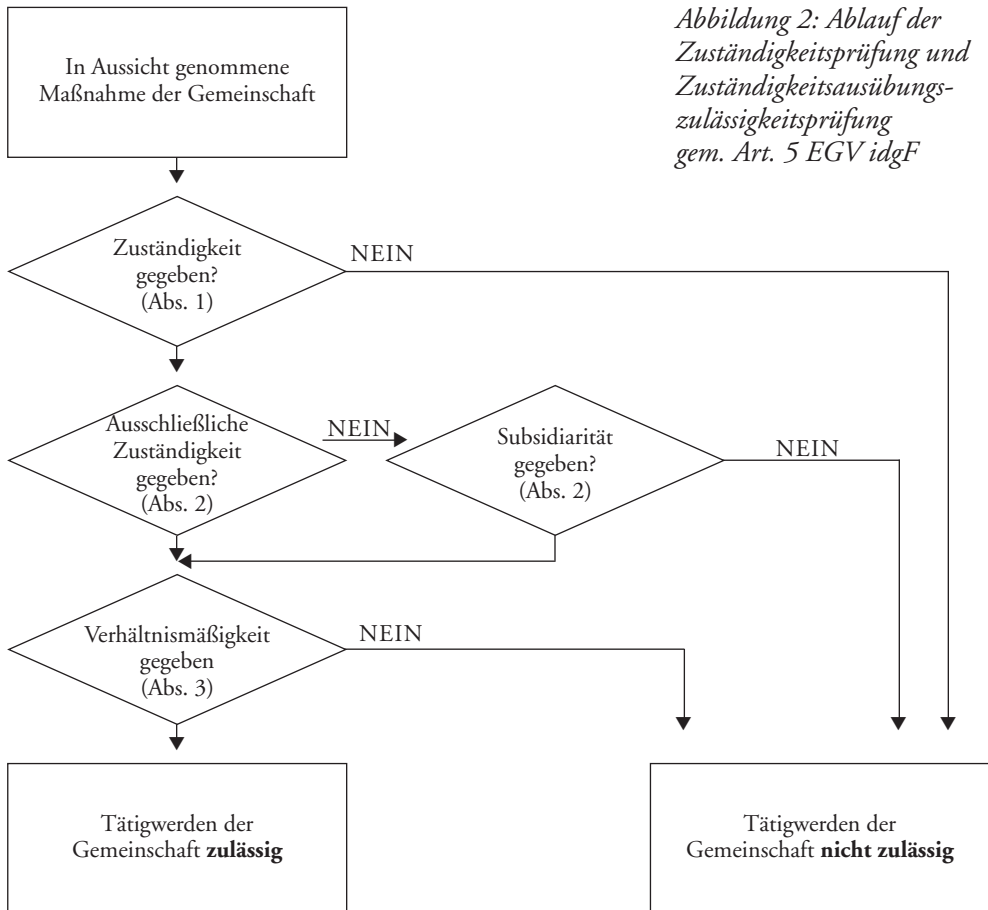 Abbildung 2: Ablauf der
Zuständigkeitsprüfung und
Zuständigkeitsausübungs-
zulässigkeitsprüfung
gem. Art. 5 EGV idgF
In Aussicht genommene
Maßnahme der Gemeinschaft
Zuständigkeit
gegeben?
(Abs. 1)
NEIN
Ausschließliche
Zuständigkeit
gegeben?
(Abs. 2)
NEIN
Subsidiarität
gegeben?
(Abs. 2)
NEIN
Verhältnismäßigkeit
gegeben
(Abs. 3)
NEIN
Tätigwerden der
Gemeinschaft zulässig
Tätigwerden der
Gemeinschaft nicht zulässig